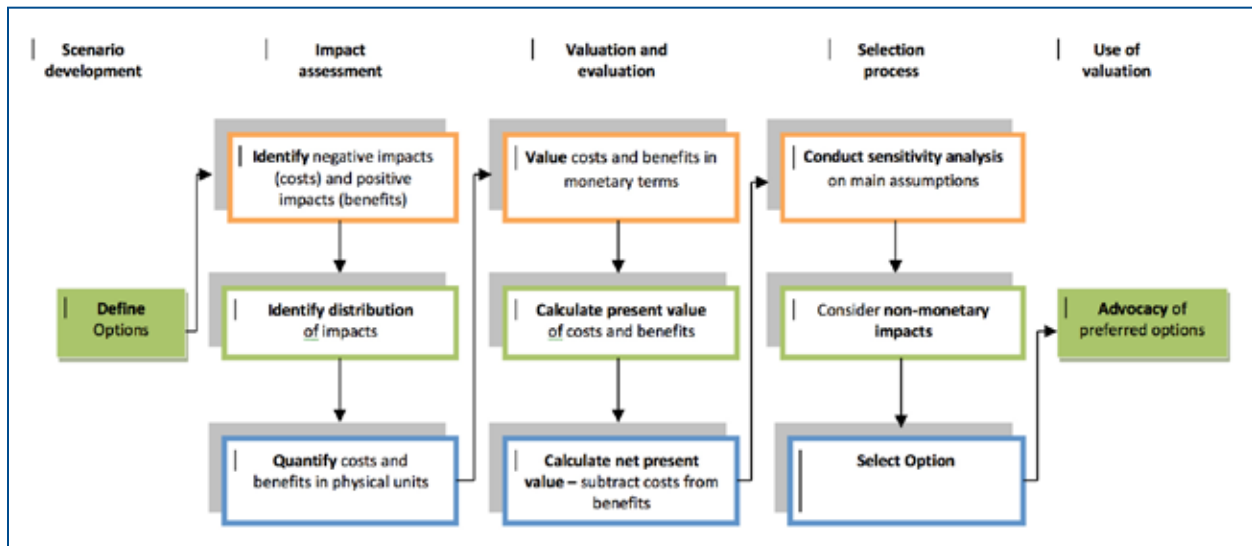 Scenario
development
Impact
assessment
Valuation and
evaluation
Selection
process
Use of
valuation
Define
Options
Identify negative impacts
(costs) and positive
impacts (benefits)
Identify distribution
of impacts
Quantify costs and
benefits in physical units
Value costs and benefits in
monetary terms
Calculate present value
of costs and benefits
Calculate net present
value – subtract costs from
benefits
Conduct sensitivity analysis
on main assumptions
Consider non-monetary
impacts
Select Option
Advocacy of
preferred options